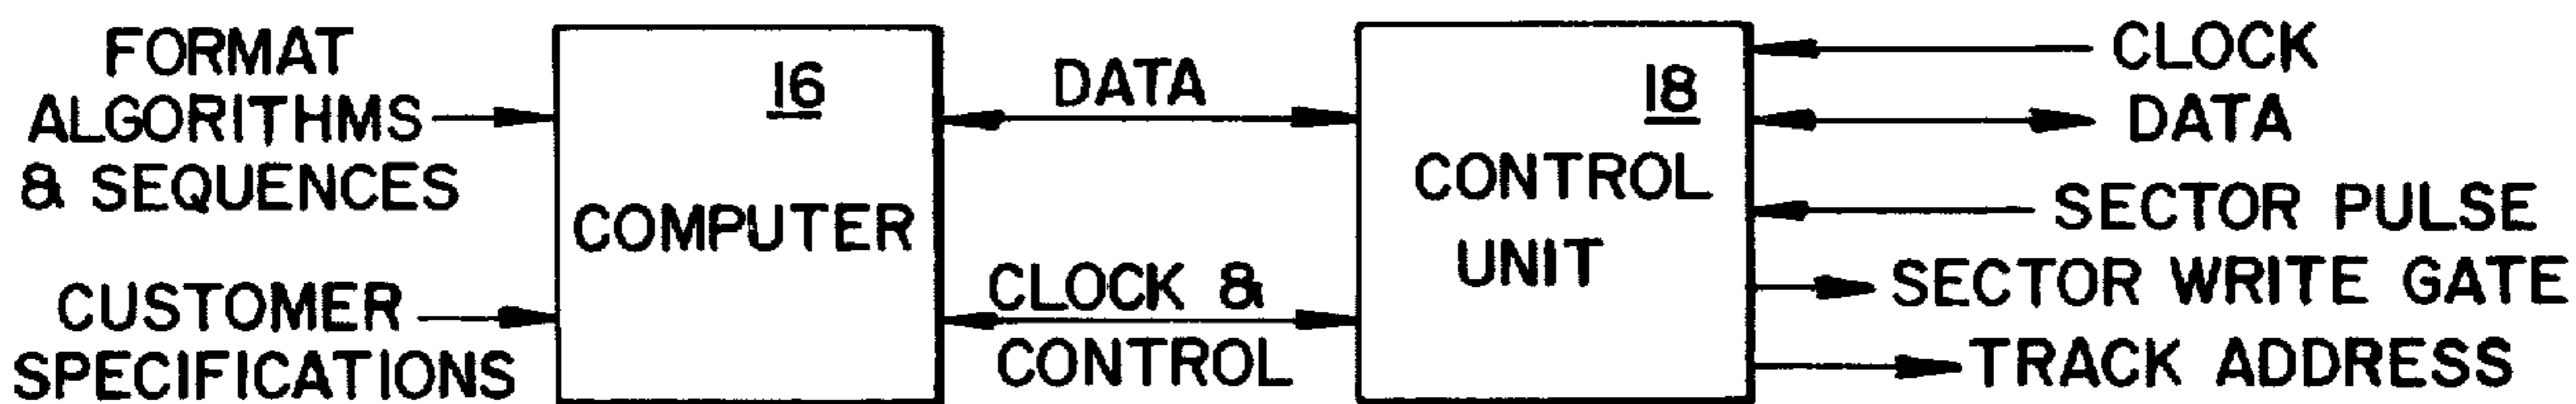 FORMAT
ALGORITHMS
& SEQUENCES
CUSTOMER
SPECIFICATIONS
16
COMPUTER
DATA
CLOCK &
CONTROL
18
CONTROL
UNIT
CLOCK
DATA
SECTOR PULSE
SECTOR WRITE GATE
TRACK ADDRESS